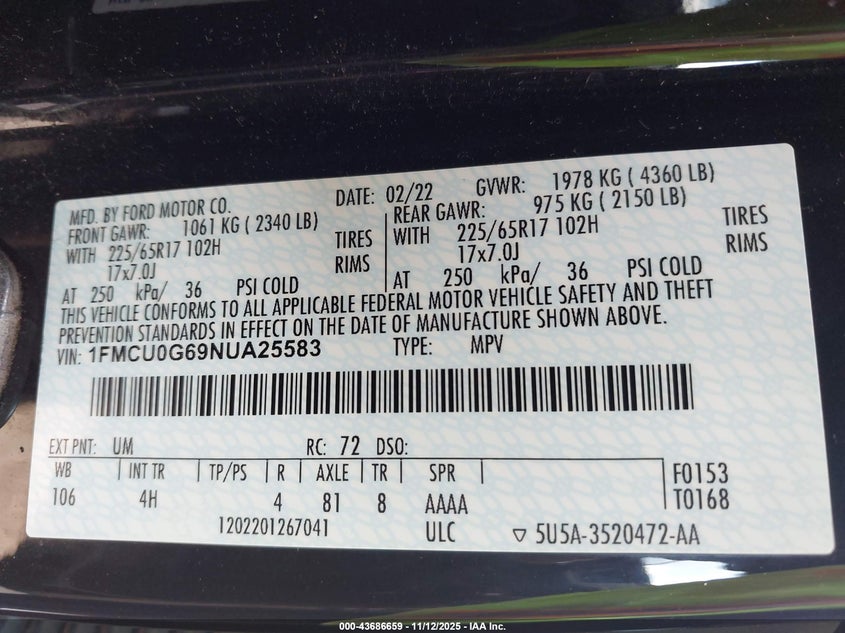 MFD. BY FORD MOTOR CO. DATE: 02/22 GVWR: 1978 KG ( 4360 LB)
FRONT GAWR: 1061 KG ( 2340 LB) REAR GAWR: 975 KG ( 2150 LB)
WITH 225/65R17 102H TIRES WITH 225/65R17 102H TIRES
17x7.0J RIMS 17x7.0J RIMS
AT 250 kPa/ 36 PSI COLD AT 250 kPa/ 36 PSI COLD
THIS VEHICLE CONFORMS TO ALL APPLICABLE FEDERAL MOTOR VEHICLE SAFETY AND THEFT
PREVENTION STANDARDS IN EFFECT ON THE DATE OF MANUFACTURE SHOWN ABOVE.
VIN: 1FMCU0G69NUA25583 TYPE: MPV
EXT PNT: UM RC: 72 DSO:
WB INT TR TP/PS R AXLE TR SPR F0153
106 4H 4 81 8 AAAA T0168
1202201267041 ULC ▽ 5U5A-3520472-AA
000-43686659 - 11/12/2025 - IAA Inc.